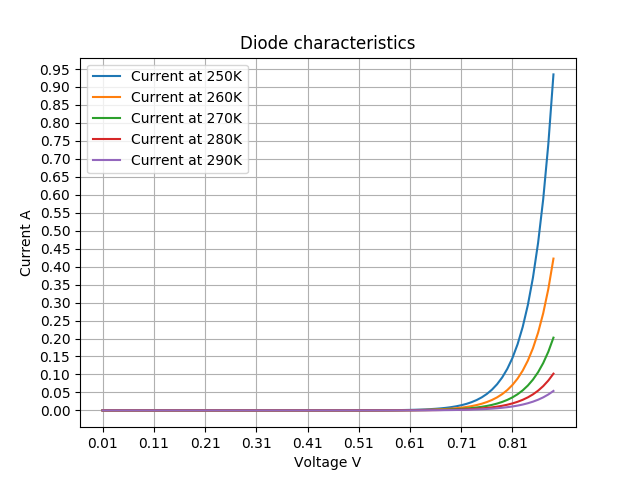 Diode characteristics
Current at 250K
Current at 260K
Current at 270K
Current at 280K
Current at 290K
Current A
0.95
0.90
0.85
0.80
0.75
0.70
0.65
0.60
0.55
0.50
0.45
0.40
0.35
0.30
0.25
0.20
0.15
0.10
0.05
0.00
0.01 0.11 0.21 0.31 0.41 0.51 0.61 0.71 0.81
Voltage V